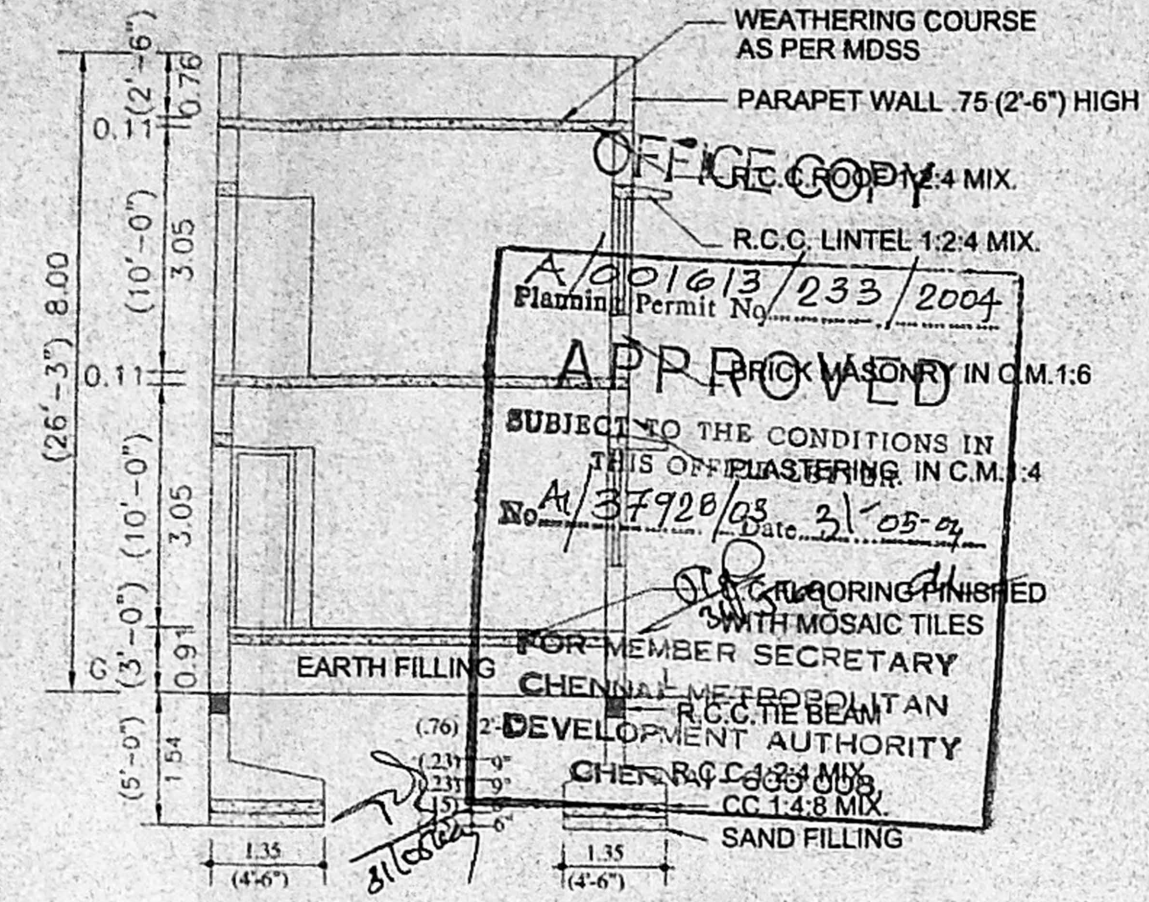 WEATHERING COURSE
AS PER MDSS
PARAPET WALL .75 (2'-6") HIGH
OFFICE COPY
R.C.C. ROOF 1:2:4 MIX.
R.C.C. LINTEL 1:2:4 MIX.
A/001613/233/2004
Planning Permit No
APPROVED
BRICK MASONRY IN C.M.1:6
SUBJECT TO THE CONDITIONS IN
THIS OFFICE
PLASTERING IN C.M.1:4
No A1/37928/03 Date 31-05-04
FLOORING FINISHED
WITH MOSAIC TILES
FOR MEMBER SECRETARY
CHENNAI METROPOLITAN
R.C.C.TIE BEAM
DEVELOPMENT AUTHORITY
CHENNAI-600 008,
R.C.C.1:2:4 MIX
CC 1:4:8 MIX.
SAND FILLING
EARTH FILLING
(2'-6")
0.76
0.11
(10'-0")
3.05
0.11
(26'-3") 8.00
(10'-0")
3.05
(3'-0")
0.91
G
(5'-0")
1.54
(.76)
(.23) 9"
(.23) 9"
6"
1.35
(4'-6")
1.35
(4'-6")